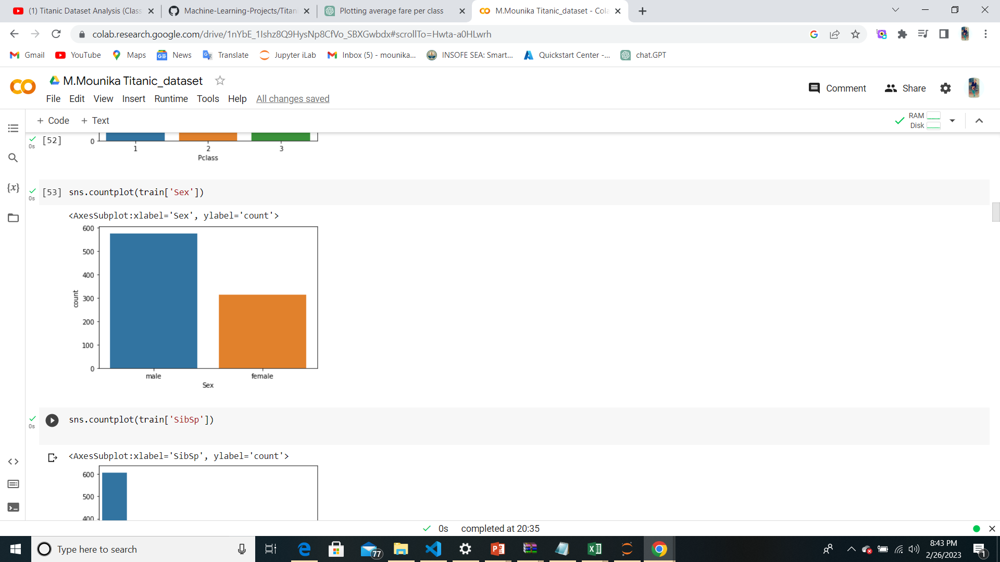 (1) Titanic Dataset Analysis (Class
Machine-Learning-Projects/Titani
Plotting average fare per class
M.Mounika Titanic_dataset - Cola
colab.research.google.com/drive/1nYbE_1Ishz8Q9HysNp8CfVo_SBXGwbdx#scrollTo=Hwta-a0HLwrh
Gmail YouTube Maps News Translate Jupyter iLab Inbox (5) - mounika... INSOFE SEA: Smart... Quickstart Center -... chat.GPT
M.Mounika Titanic_dataset
Comment Share
File Edit View Insert Runtime Tools Help All changes saved
+ Code + Text
RAM
Disk
[52]
0s
0
1 2 3
Pclass
{x}
[53] sns.countplot(train['Sex'])
0s
<AxesSubplot:xlabel='Sex', ylabel='count'>
600
500
400
300
200
100
0
count
male female
Sex
sns.countplot(train['SibSp'])
0s
<AxesSubplot:xlabel='SibSp', ylabel='count'>
600
500
400
0s completed at 20:35
Type here to search
77
8:43 PM
2/26/2023
1